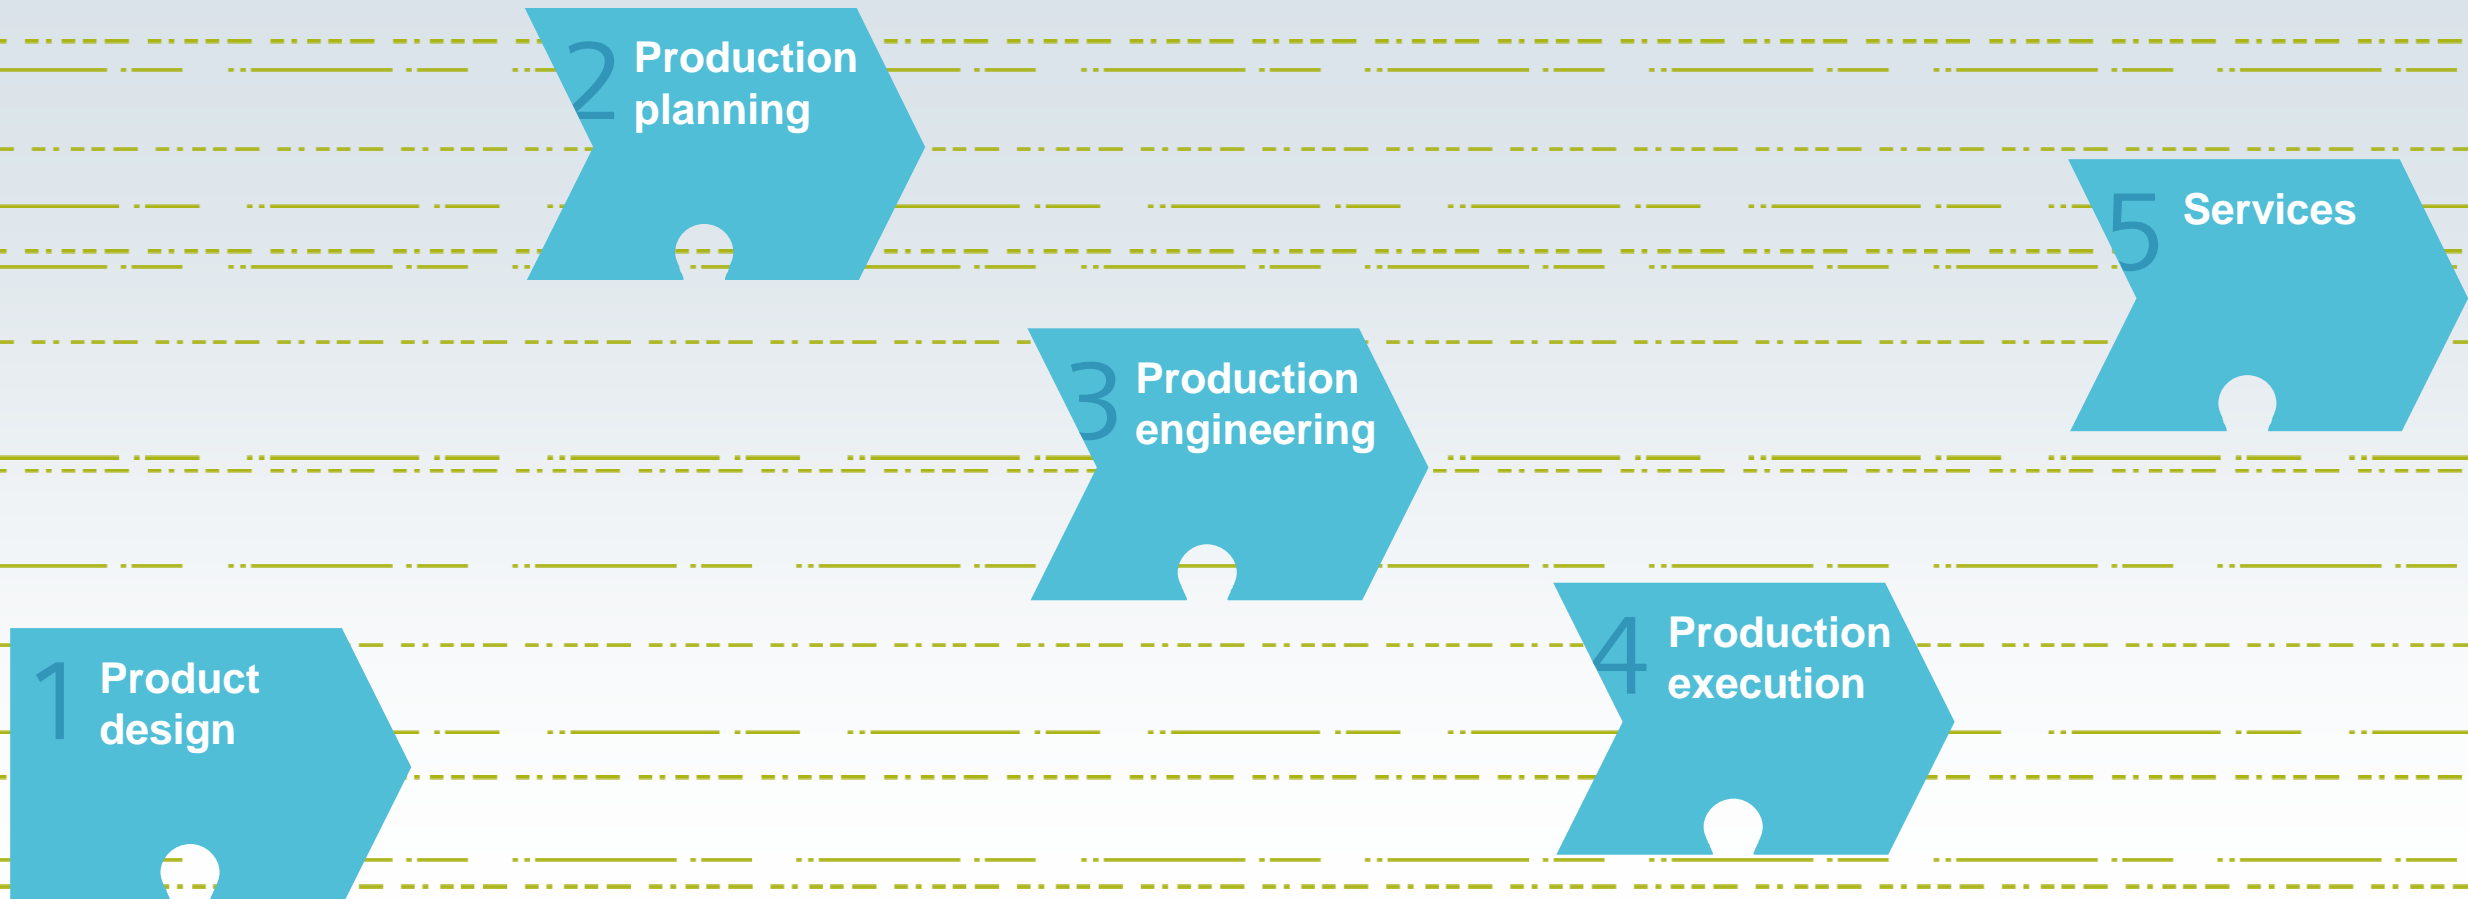 1 Product
design
2 Production
planning
3 Production
engineering
4 Production
execution
5 Services